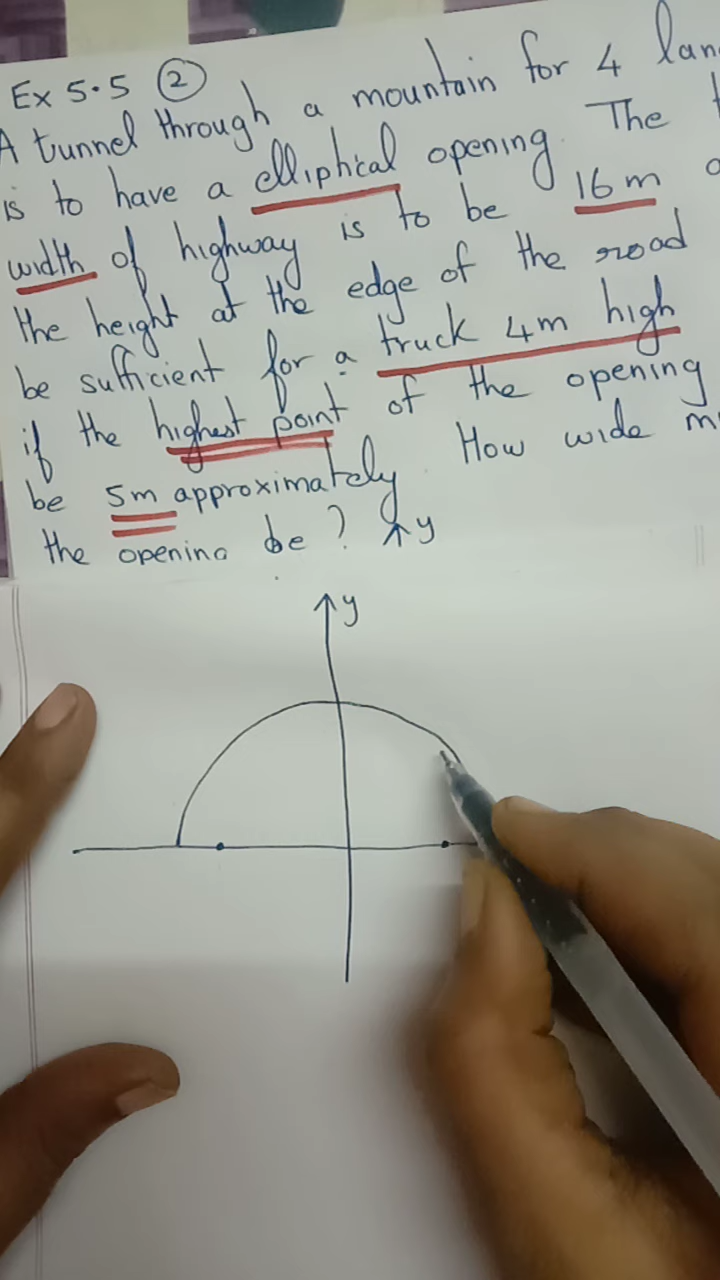 Ex 5.5 ②
A tunnel through a mountain for 4
is to have a elliptical opening. The
width of highway is to be 16m
the height at the edge of the road
be sufficient for a truck 4m high
if the highest point of the opening
be 5m approximately. How wide
the opening be? y
y